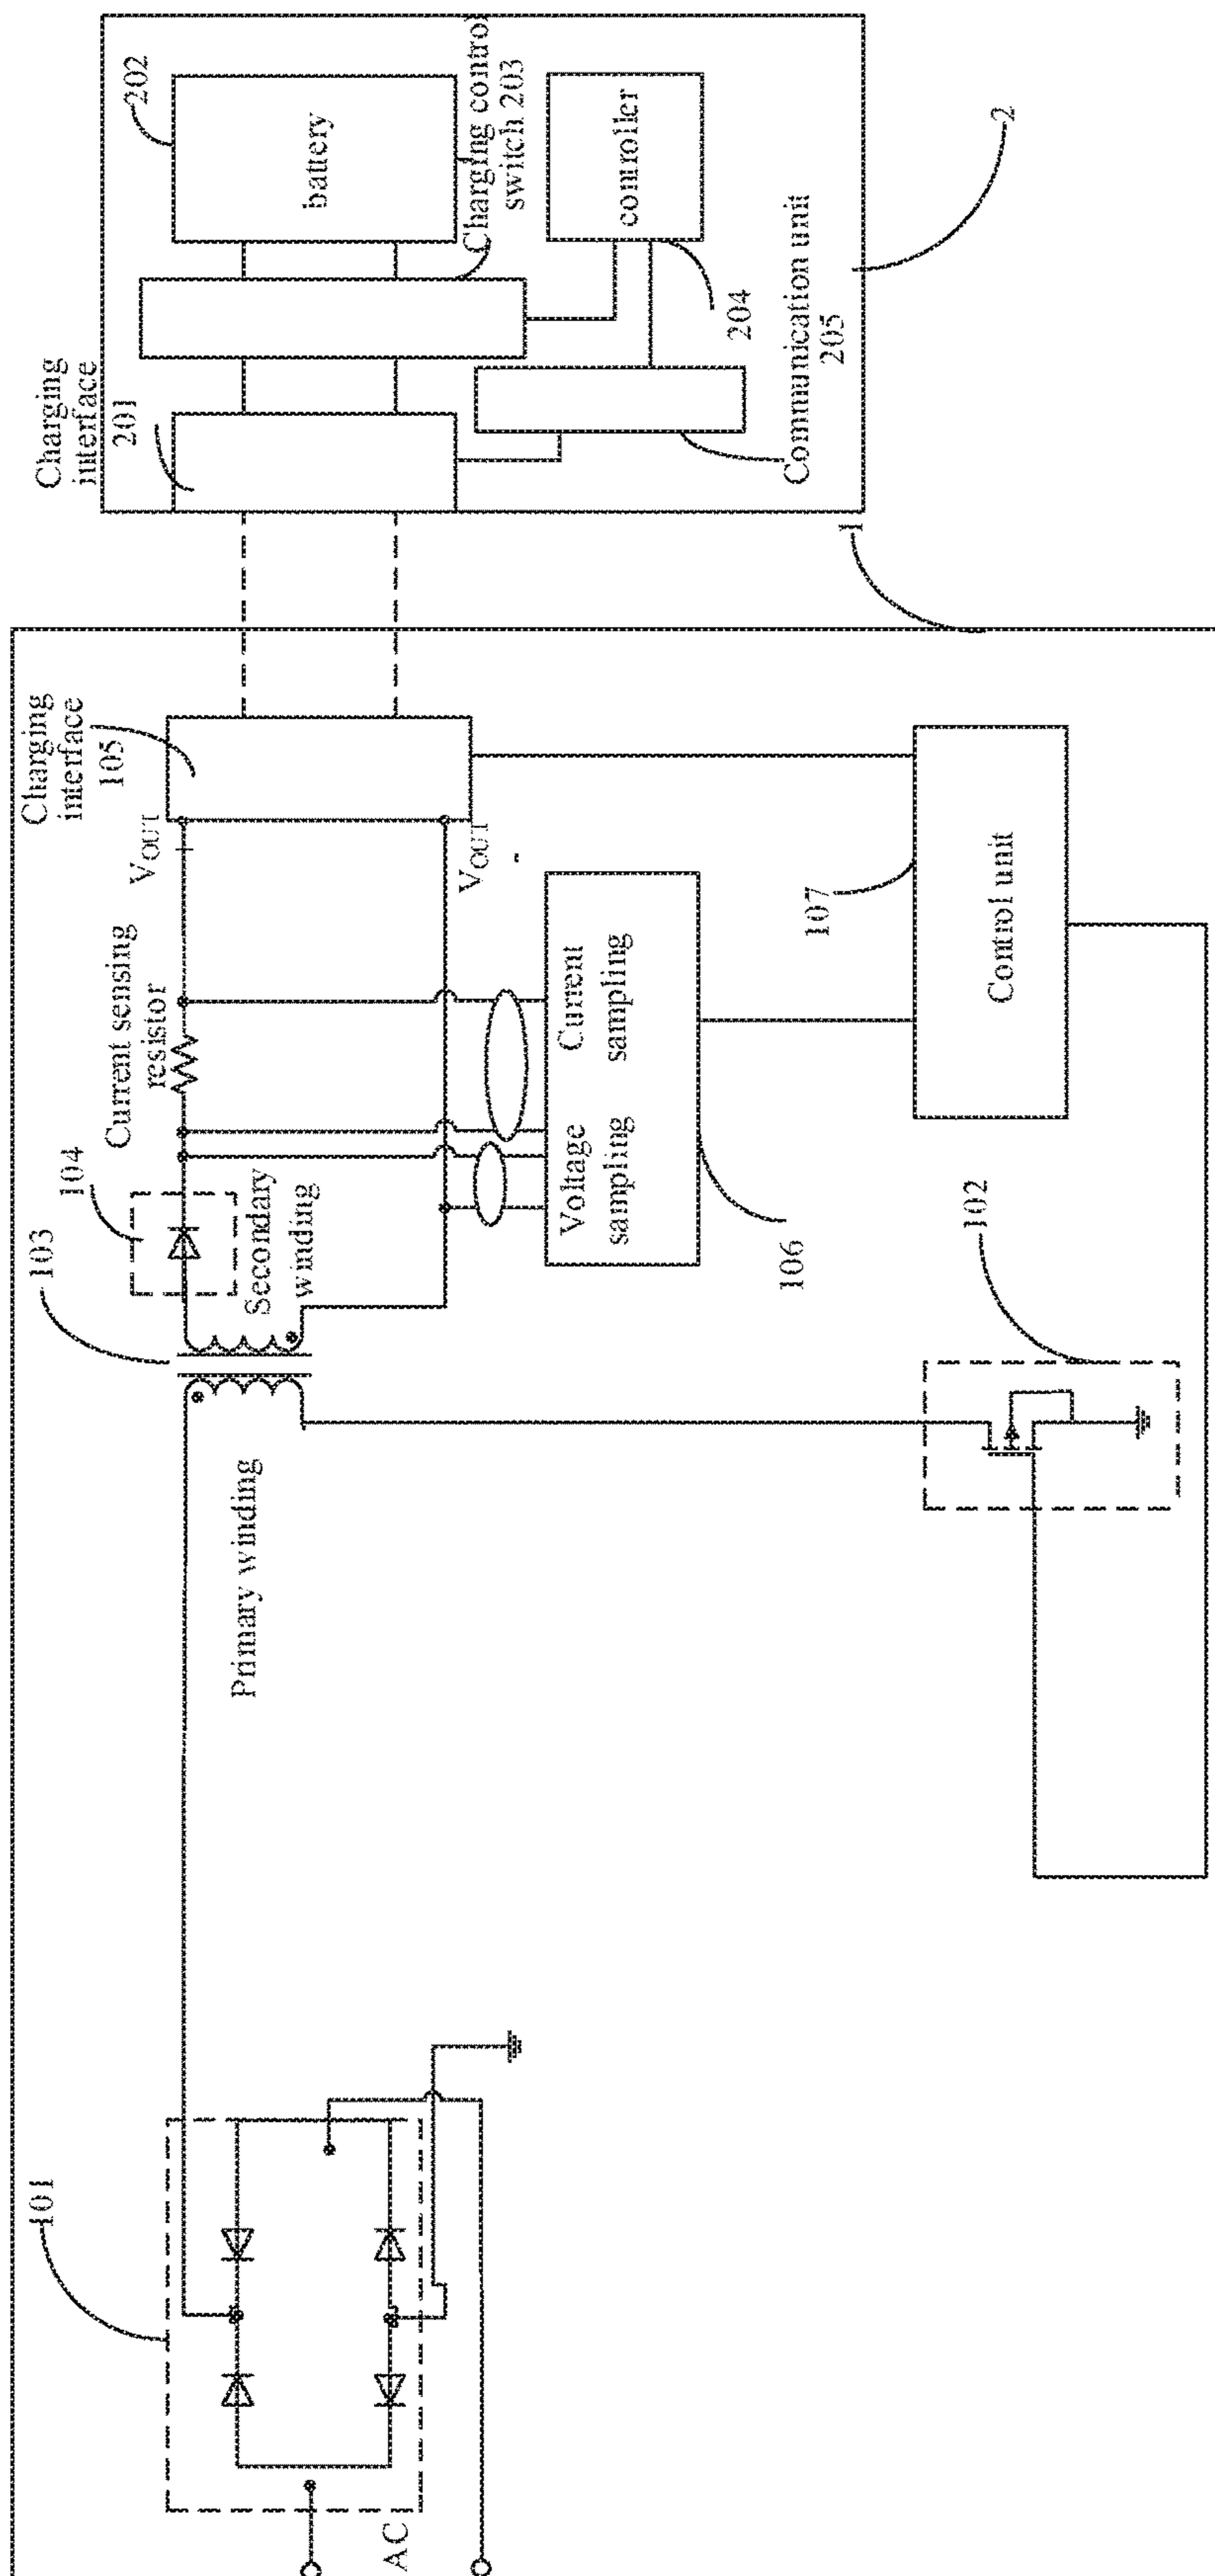 101
AC
Primary winding
103
104
Secondary
winding
Current sensing
resistor
VOUT
VOUT
Charging
interface
105
Voltage
sampling
Current
sampling
106
102
107
Control unit
1
Charging
interface
201
202
battery
Charging control
switch 203
controller
204
Communication unit
205
2